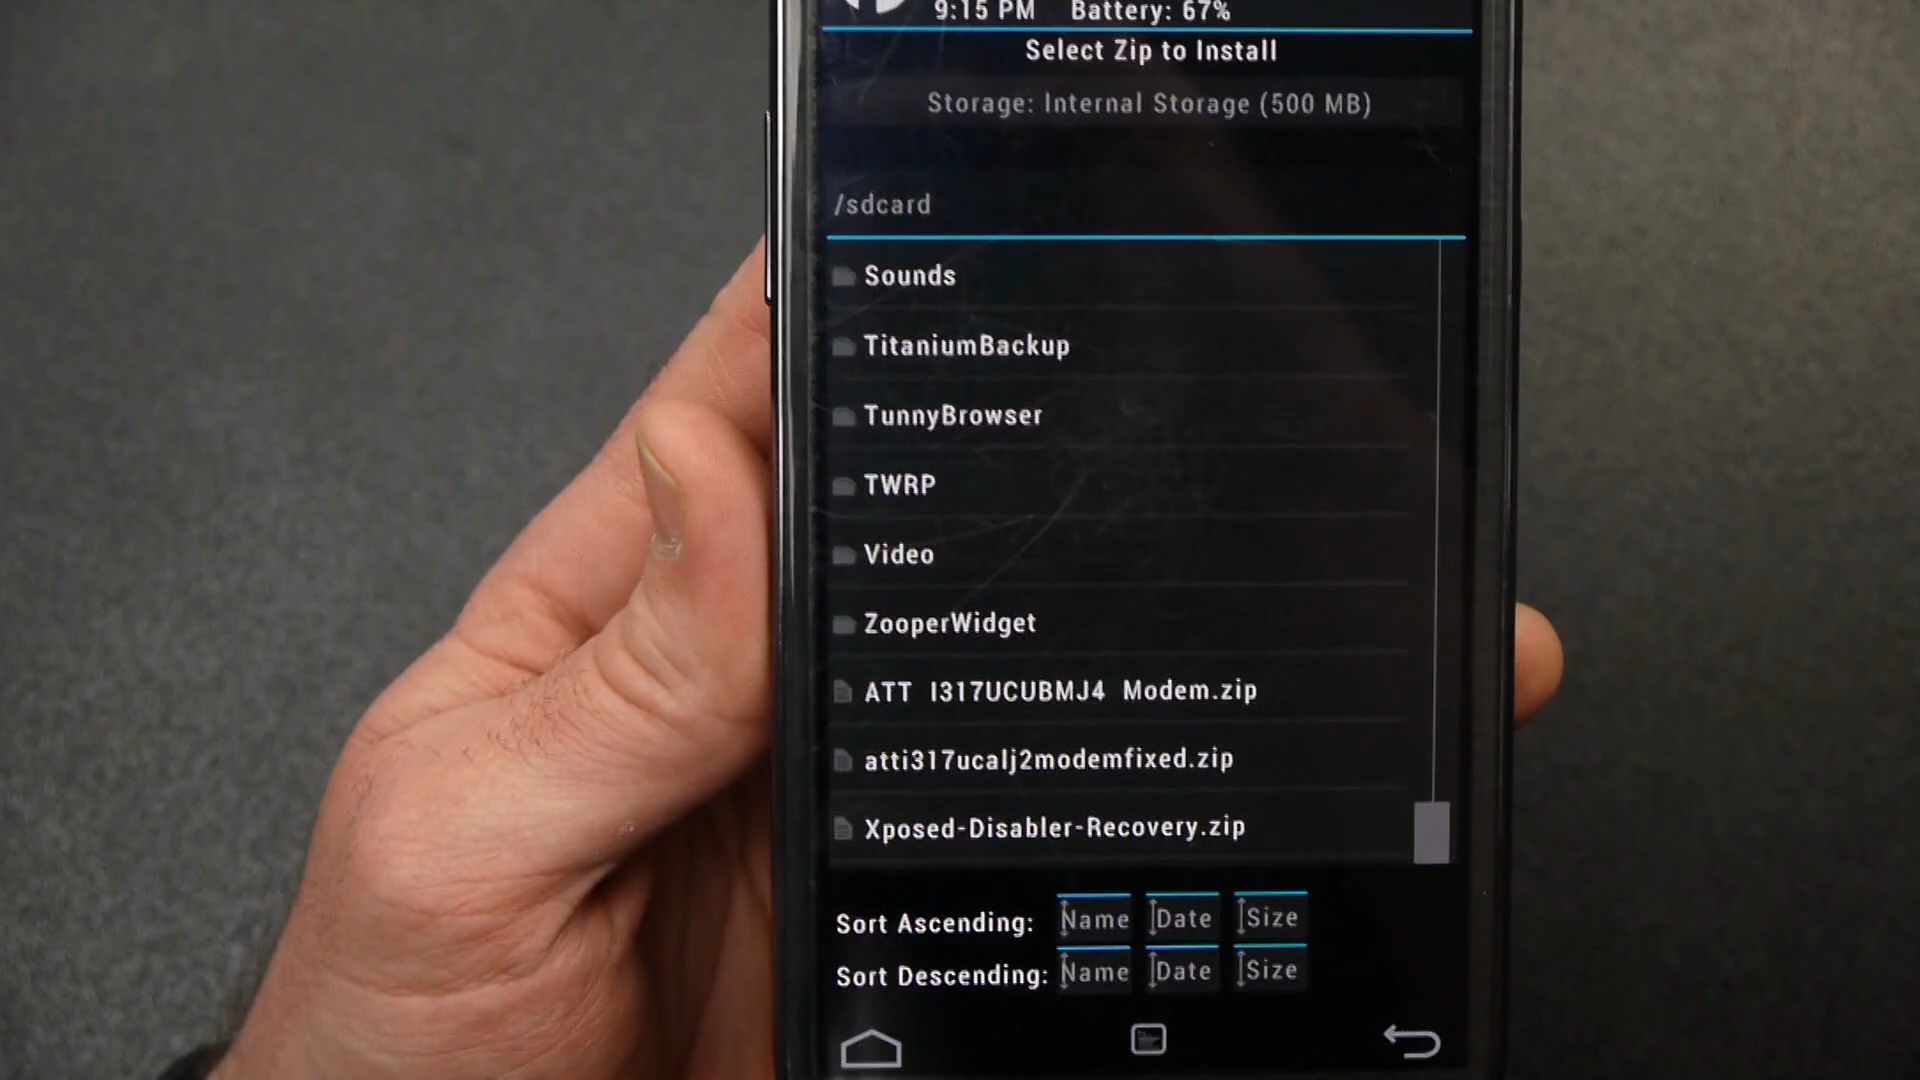 9:15 PM Battery: 67%
Select Zip to Install
Storage: Internal Storage (500 MB)
/sdcard
Sounds
TitaniumBackup
TunnyBrowser
TWRP
Video
ZooperWidget
ATT I317UCUBMJ4 Modem.zip
atti317ucalj2modemfixed.zip
Xposed-Disabler-Recovery.zip
Sort Ascending: Name Date Size
Sort Descending: Name Date Size